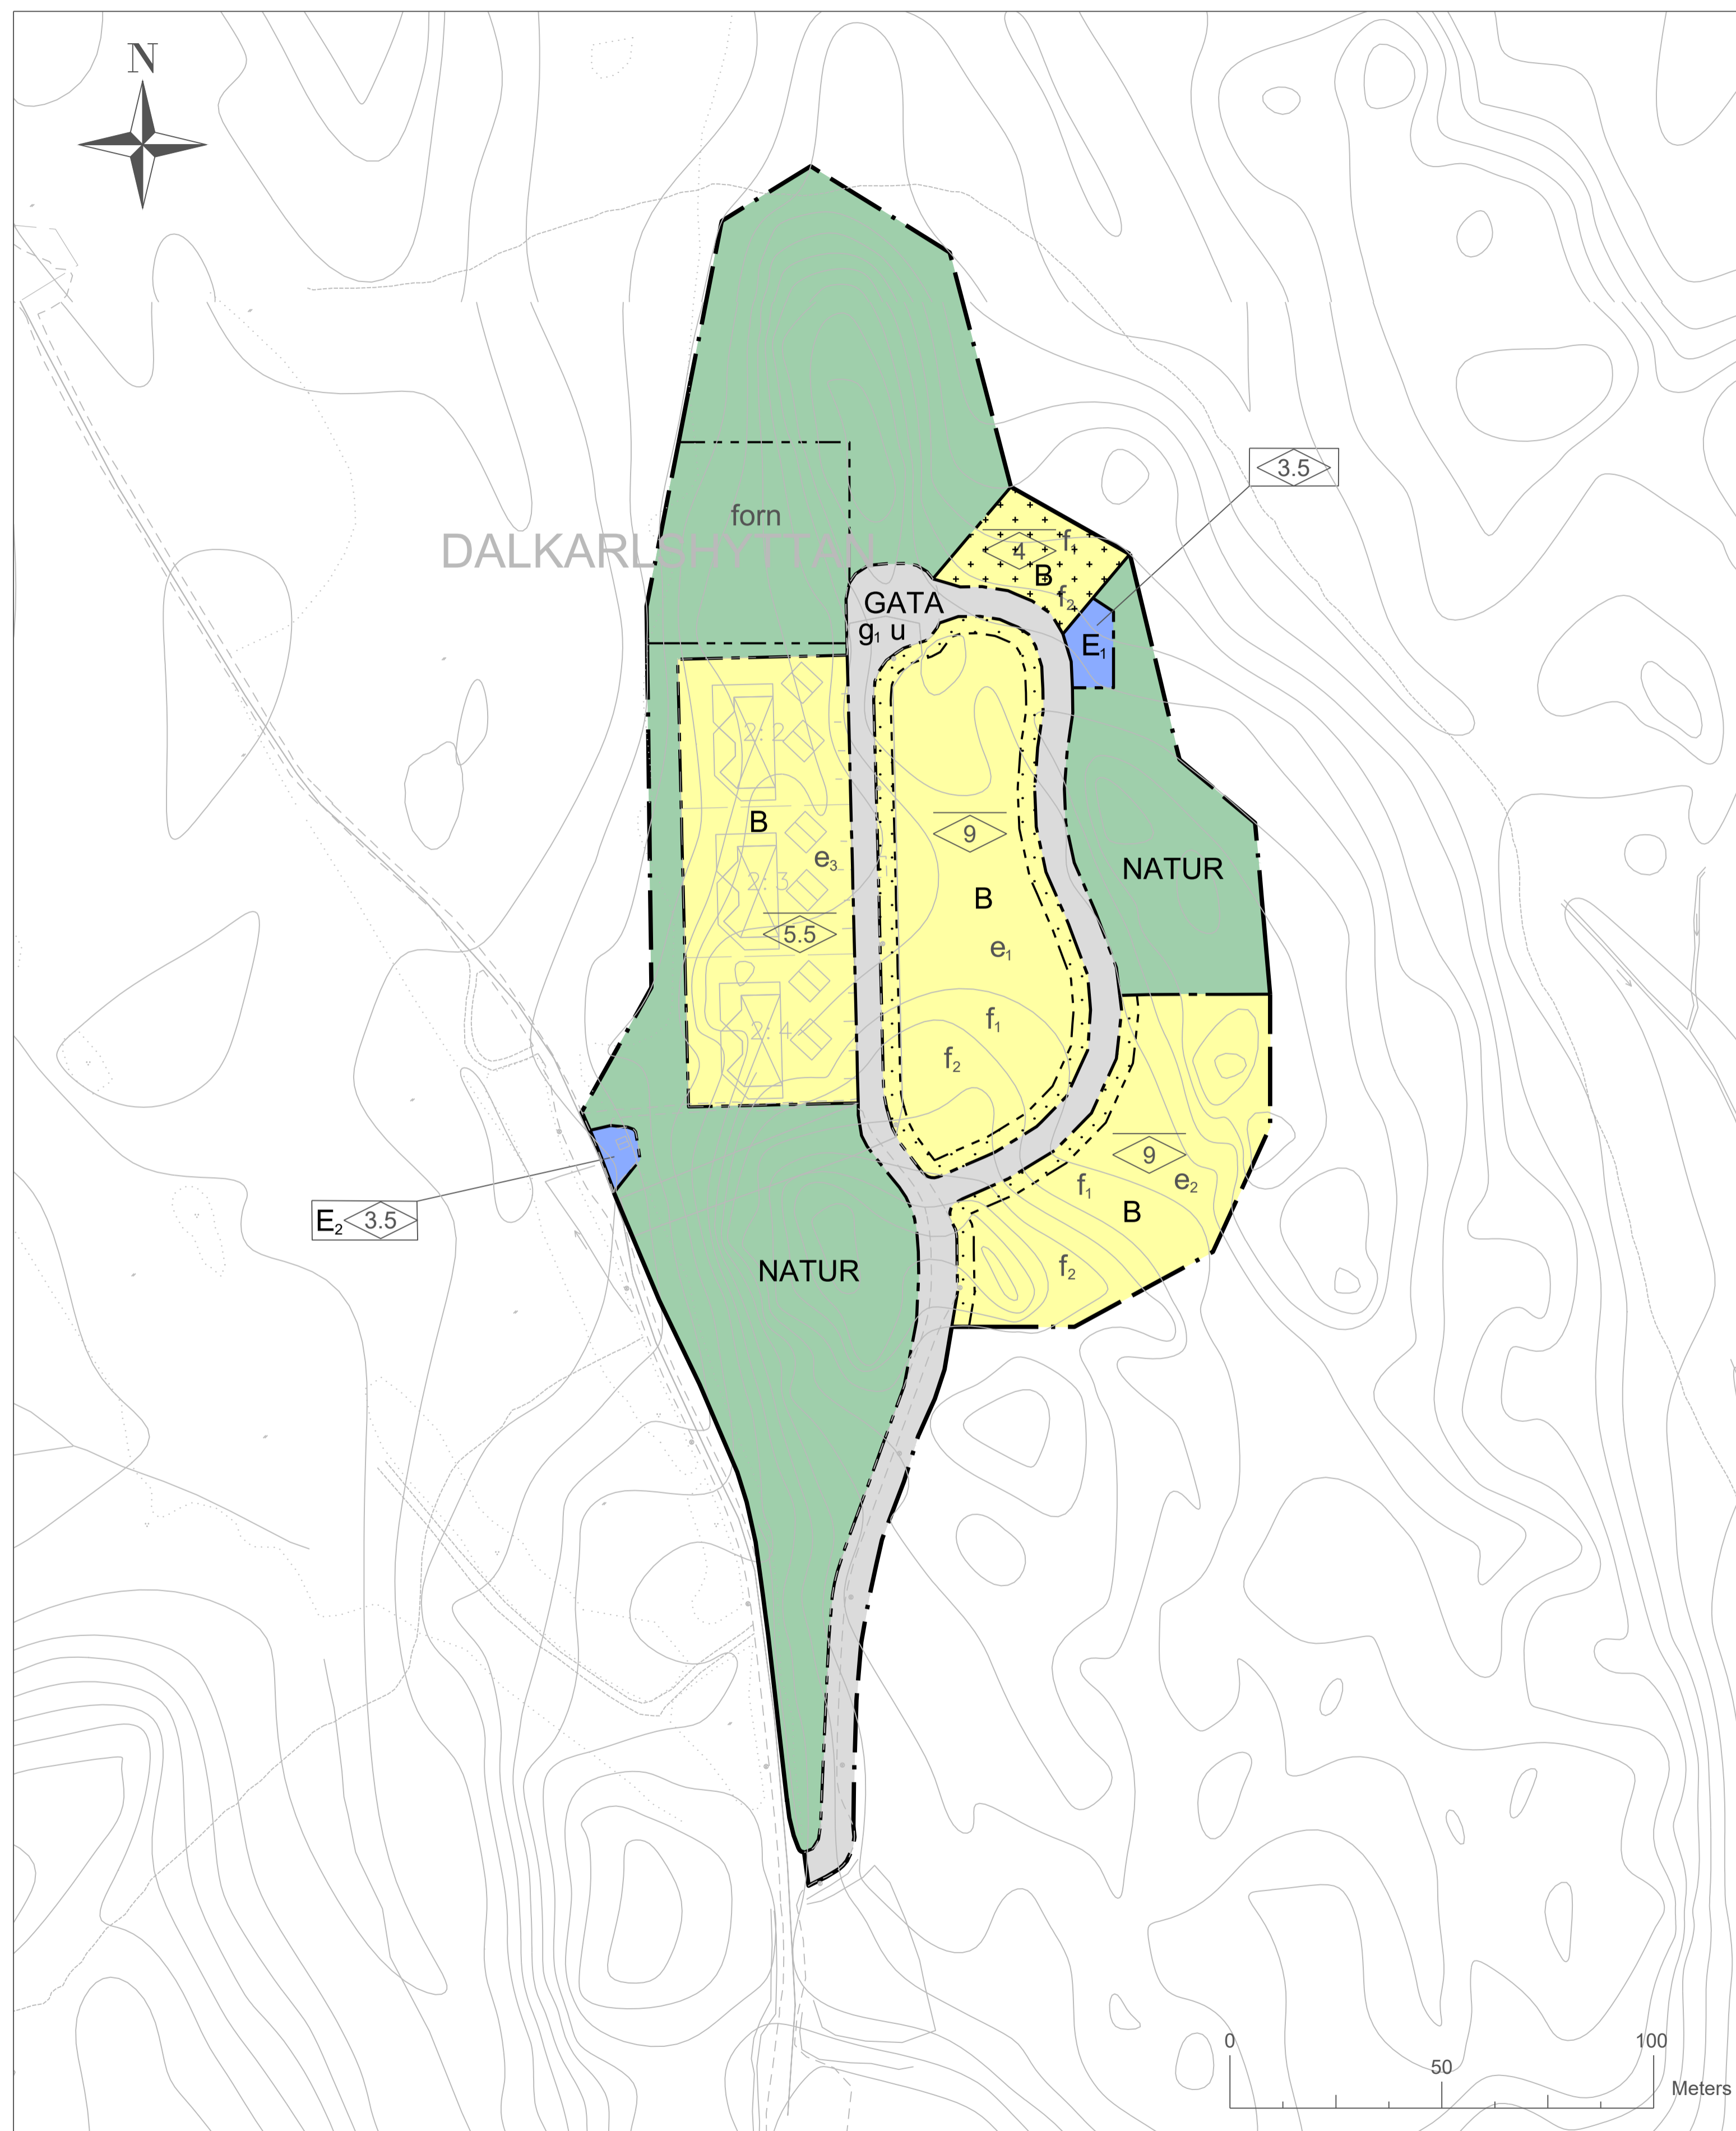 N
3.5
forn
DALKARLSHYTTAN
4
f1
B
f2
GATA
g1 u
E1
2:2
B
9
e3
NATUR
2:3
B
5.5
e1
f1
2:4
f2
9
f1
e2
E2 3.5
B
NATUR
f2
0
50
100
Meters